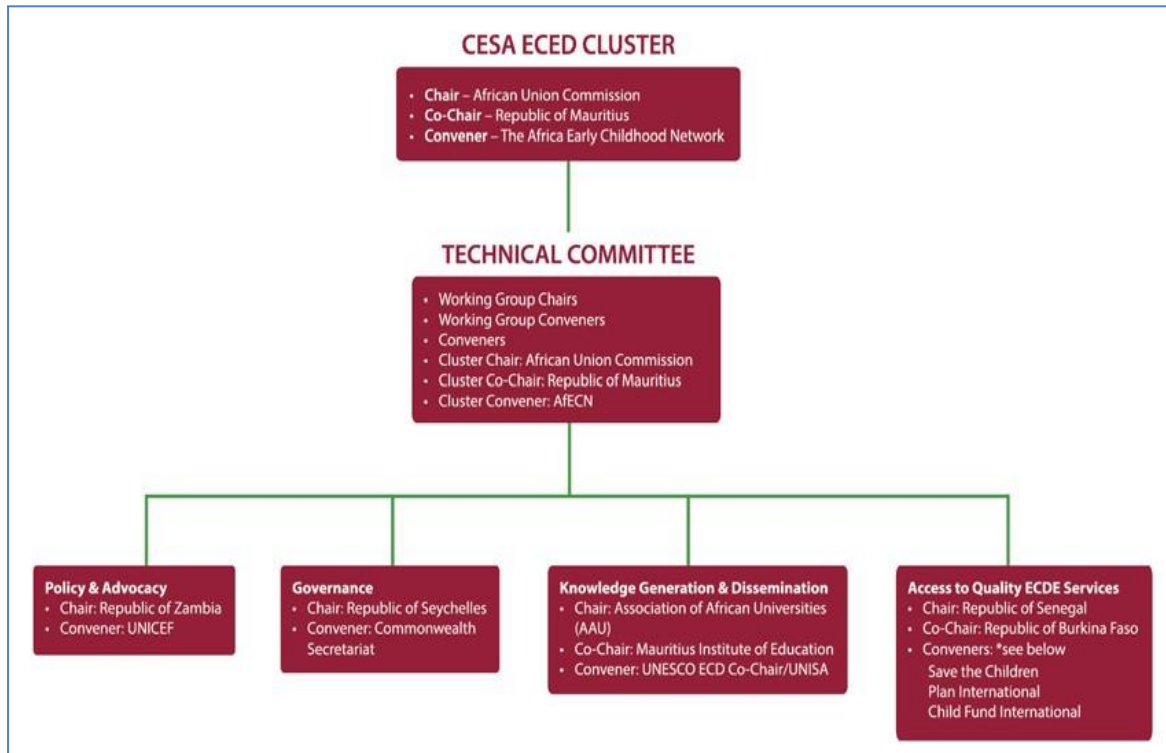 CESA ECED CLUSTER
• Chair – African Union Commission
• Co-Chair – Republic of Mauritius
• Convener – The Africa Early Childhood Network
TECHNICAL COMMITTEE
• Working Group Chairs
• Working Group Conveners
• Conveners
• Cluster Chair: African Union Commission
• Cluster Co-Chair: Republic of Mauritius
• Cluster Convener: AfECN
Policy & Advocacy
• Chair: Republic of Zambia
• Convener: UNICEF
Governance
• Chair: Republic of Seychelles
• Convener: Commonwealth
Secretariat
Knowledge Generation & Dissemination
• Chair: Association of African Universities
(AAU)
• Co-Chair: Mauritius Institute of Education
• Convener: UNESCO ECD Co-Chair/UNISA
Access to Quality ECDE Services
• Chair: Republic of Senegal
• Co-Chair: Republic of Burkina Faso
• Conveners: *see below
Save the Children
Plan International
Child Fund International